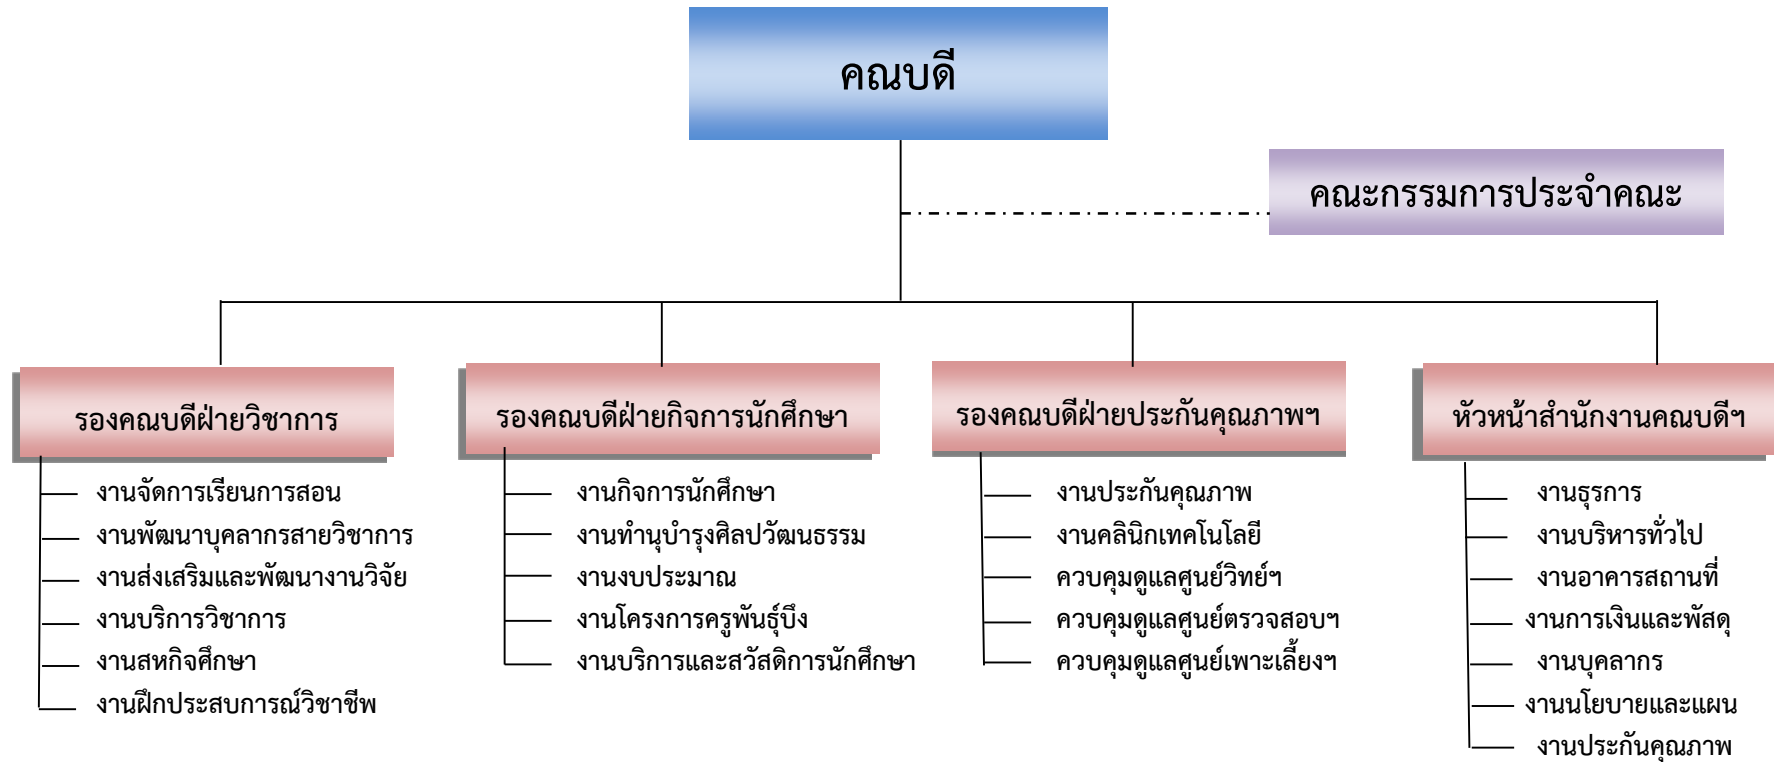 คณบดี
คณะกรรมการประจำคณะ
รองคณบดีฝ่ายวิชาการ
งานจัดการเรียนการสอน
งานพัฒนาบุคลากรสายวิชาการ
งานส่งเสริมและพัฒนางานวิจัย
งานบริการวิชาการ
งานสหกิจศึกษา
งานฝึกประสบการณ์วิชาชีพ
รองคณบดีฝ่ายกิจการนักศึกษา
งานกิจการนักศึกษา
งานทำนุบำรุงศิลปวัฒนธรรม
งานงบประมาณ
งานโครงการครูพันธุ์บึง
งานบริการและสวัสดิการนักศึกษา
รองคณบดีฝ่ายประกันคุณภาพฯ
งานประกันคุณภาพ
งานคลินิกเทคโนโลยี
ควบคุมดูแลศูนย์วิทย์ฯ
ควบคุมดูแลศูนย์ตรวจสอบฯ
ควบคุมดูแลศูนย์เพาะเลี้ยงฯ
หัวหน้าสำนักงานคณบดีฯ
งานธุรการ
งานบริหารทั่วไป
งานอาคารสถานที่
งานการเงินและพัสดุ
งานบุคลากร
งานนโยบายและแผน
งานประกันคุณภาพ